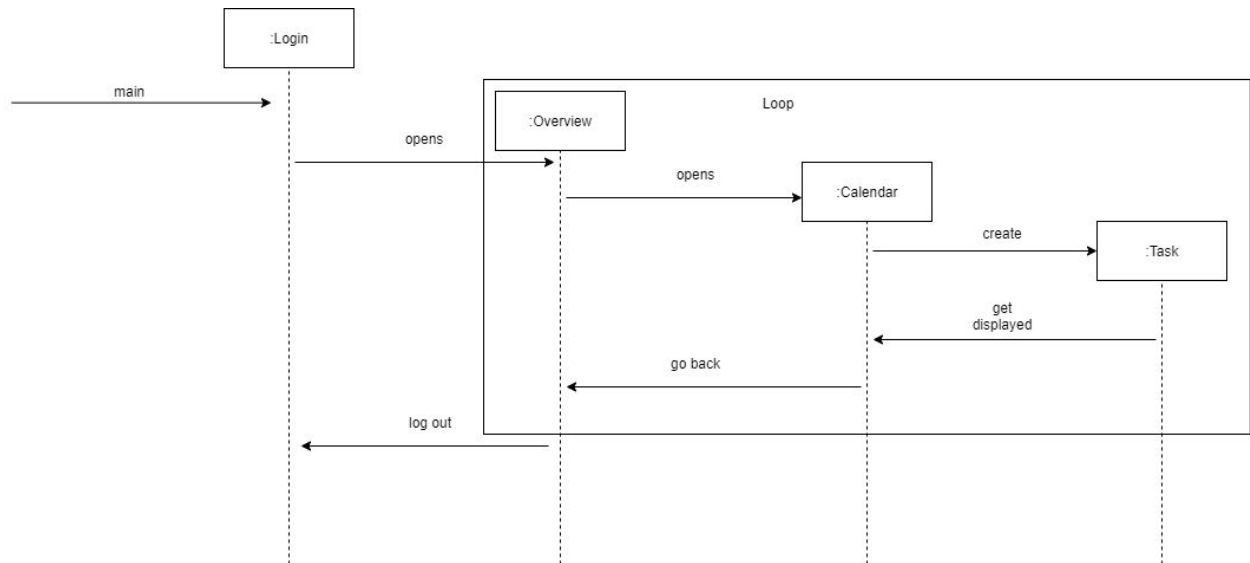 :Login
main
Loop
:Overview
opens
opens
:Calendar
create
:Task
get
displayed
go back
log out